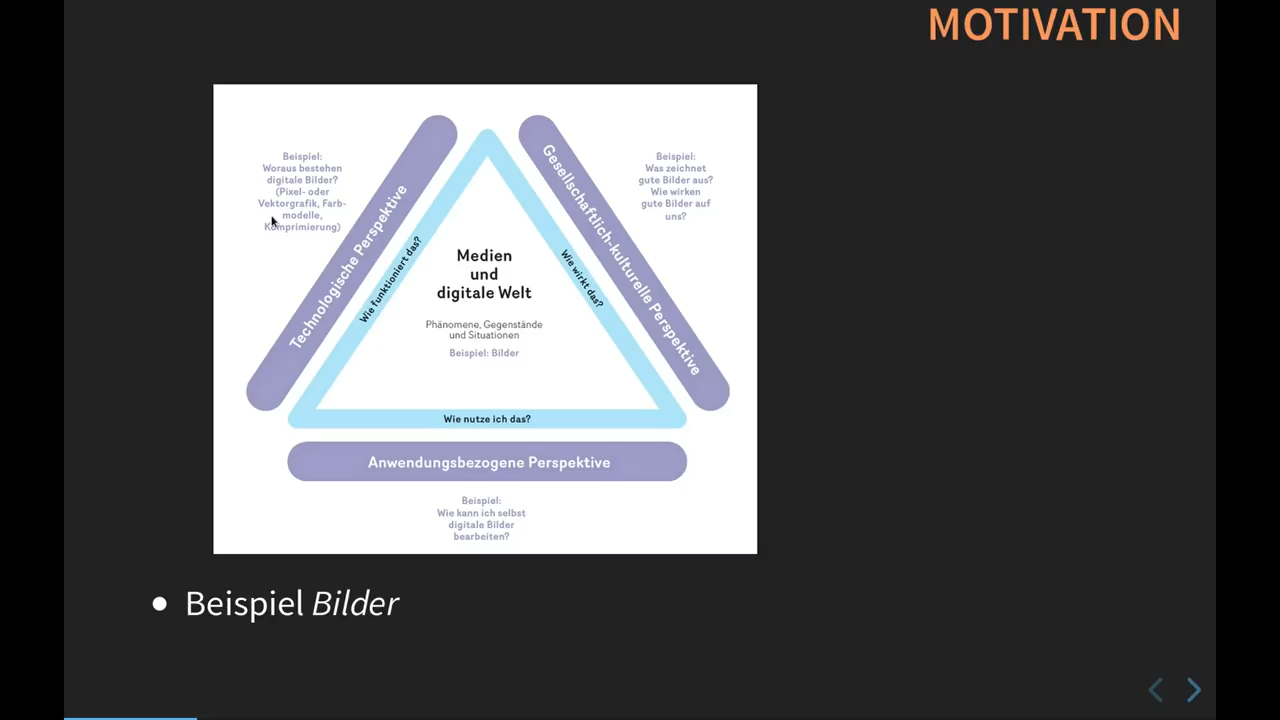 MOTIVATION
Beispiel:
Woraus bestehen
digitale Bilder?
(Pixel- oder
Vektorgrafik, Farb-
modelle,
Komprimierung)
Technologische Perspektive
Wie funktioniert das?
Gesellschaftlich-kulturelle Perspektive
Wie wirkt das?
Beispiel:
Was zeichnet
gute Bilder aus?
Wie wirken
gute Bilder auf
uns?
Medien
und
digitale Welt
Phänomene, Gegenstände
und Situationen
Beispiel: Bilder
Wie nutze ich das?
Anwendungsbezogene Perspektive
Beispiel:
Wie kann ich selbst
digitale Bilder
bearbeiten?
• Beispiel Bilder